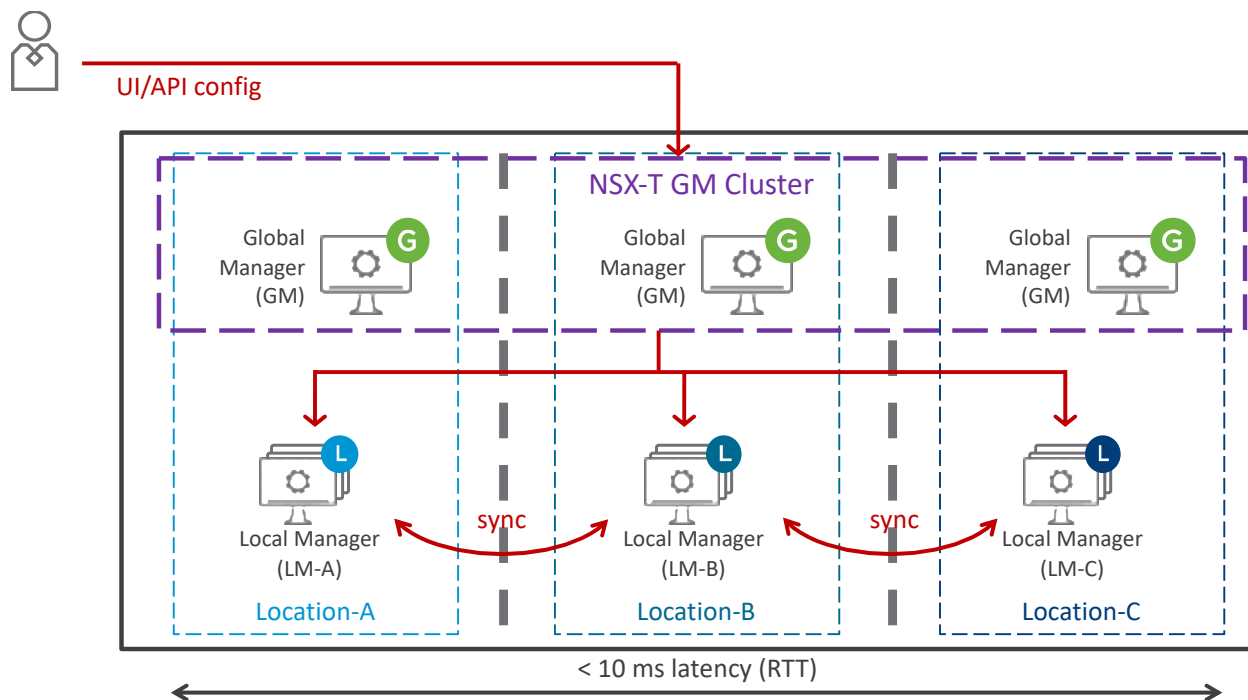 UI/API config
NSX-T GM Cluster
Global
Manager
(GM)
G
Global
Manager
(GM)
G
Global
Manager
(GM)
G
L
L
L
sync
sync
Local Manager
(LM-A)
Local Manager
(LM-B)
Local Manager
(LM-C)
Location-A
Location-B
Location-C
< 10 ms latency (RTT)